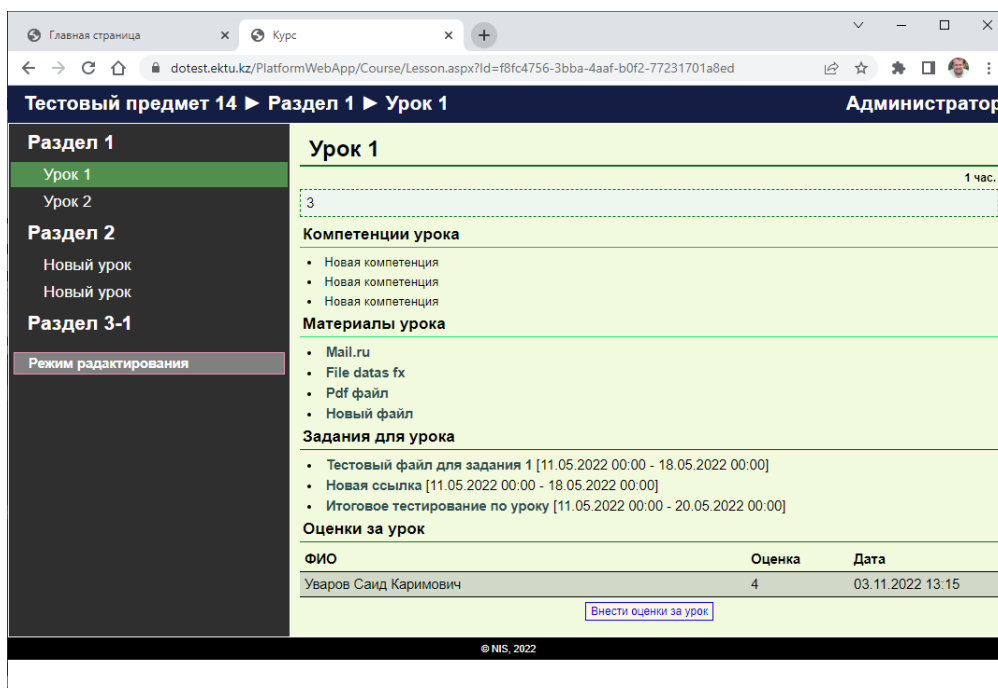 Главная страница
Курс
dotest.ektu.kz/PlatformWebApp/Course/Lesson.aspx?Id=f8fc4756-3bba-4aaf-b0f2-77231701a8ed
Тестовый предмет 14 ► Раздел 1 ► Урок 1
Администратор
Раздел 1
Урок 1
Урок 2
Раздел 2
Новый урок
Новый урок
Раздел 3-1
Режим радактирования
Урок 1
1 час.
3
Компетенции урока
• Новая компетенция
• Новая компетенция
• Новая компетенция
Материалы урока
• Mail.ru
• File datas fx
• Pdf файл
• Новый файл
Задания для урока
• Тестовый файл для задания 1 [11.05.2022 00:00 - 18.05.2022 00:00]
• Новая ссылка [11.05.2022 00:00 - 18.05.2022 00:00]
• Итоговое тестирование по уроку [11.05.2022 00:00 - 20.05.2022 00:00]
Оценки за урок
ФИО Оценка Дата
Уваров Саид Каримович 4 03.11.2022 13:15
Внести оценки за урок
© NIS, 2022